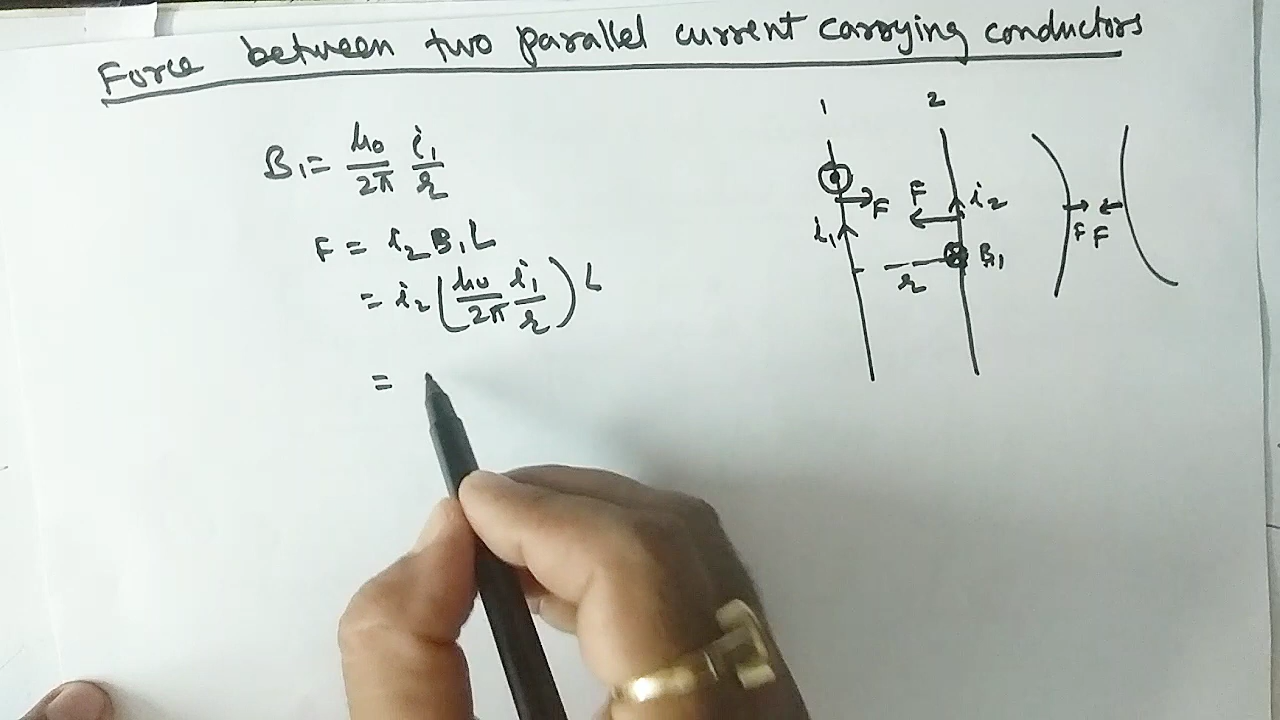 Force between two parallel current carrying conductors
B₁ = μ₀/2π i₁/r
F = i₂ B₁ L
= i₂ (μ₀/2π i₁/r) L
=
1 2
F F i₂
i₁ B₁
r
F F